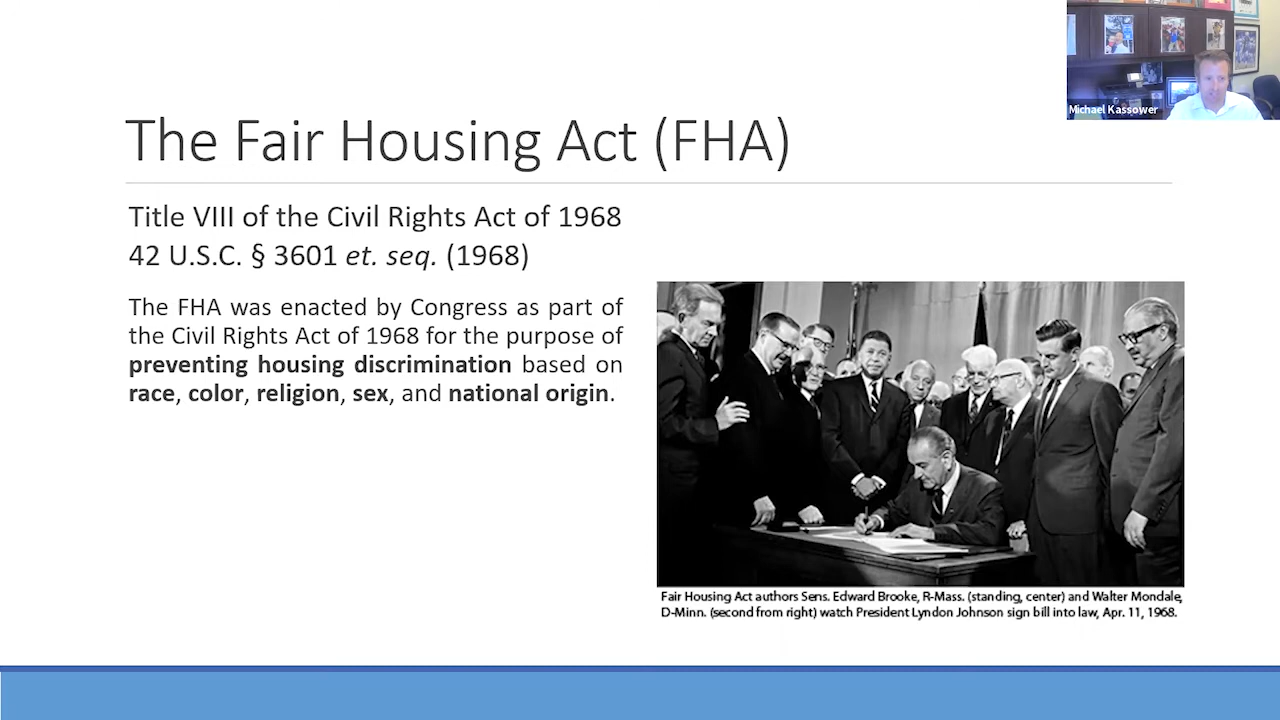 Michael Kassower
The Fair Housing Act (FHA)
Title VIII of the Civil Rights Act of 1968
42 U.S.C. § 3601 et. seq. (1968)
The FHA was enacted by Congress as part of
the Civil Rights Act of 1968 for the purpose of
preventing housing discrimination based on
race, color, religion, sex, and national origin.
Fair Housing Act authors Sens. Edward Brooke, R-Mass. (standing, center) and Walter Mondale,
D-Minn. (second from right) watch President Lyndon Johnson sign bill into law, Apr. 11, 1968.